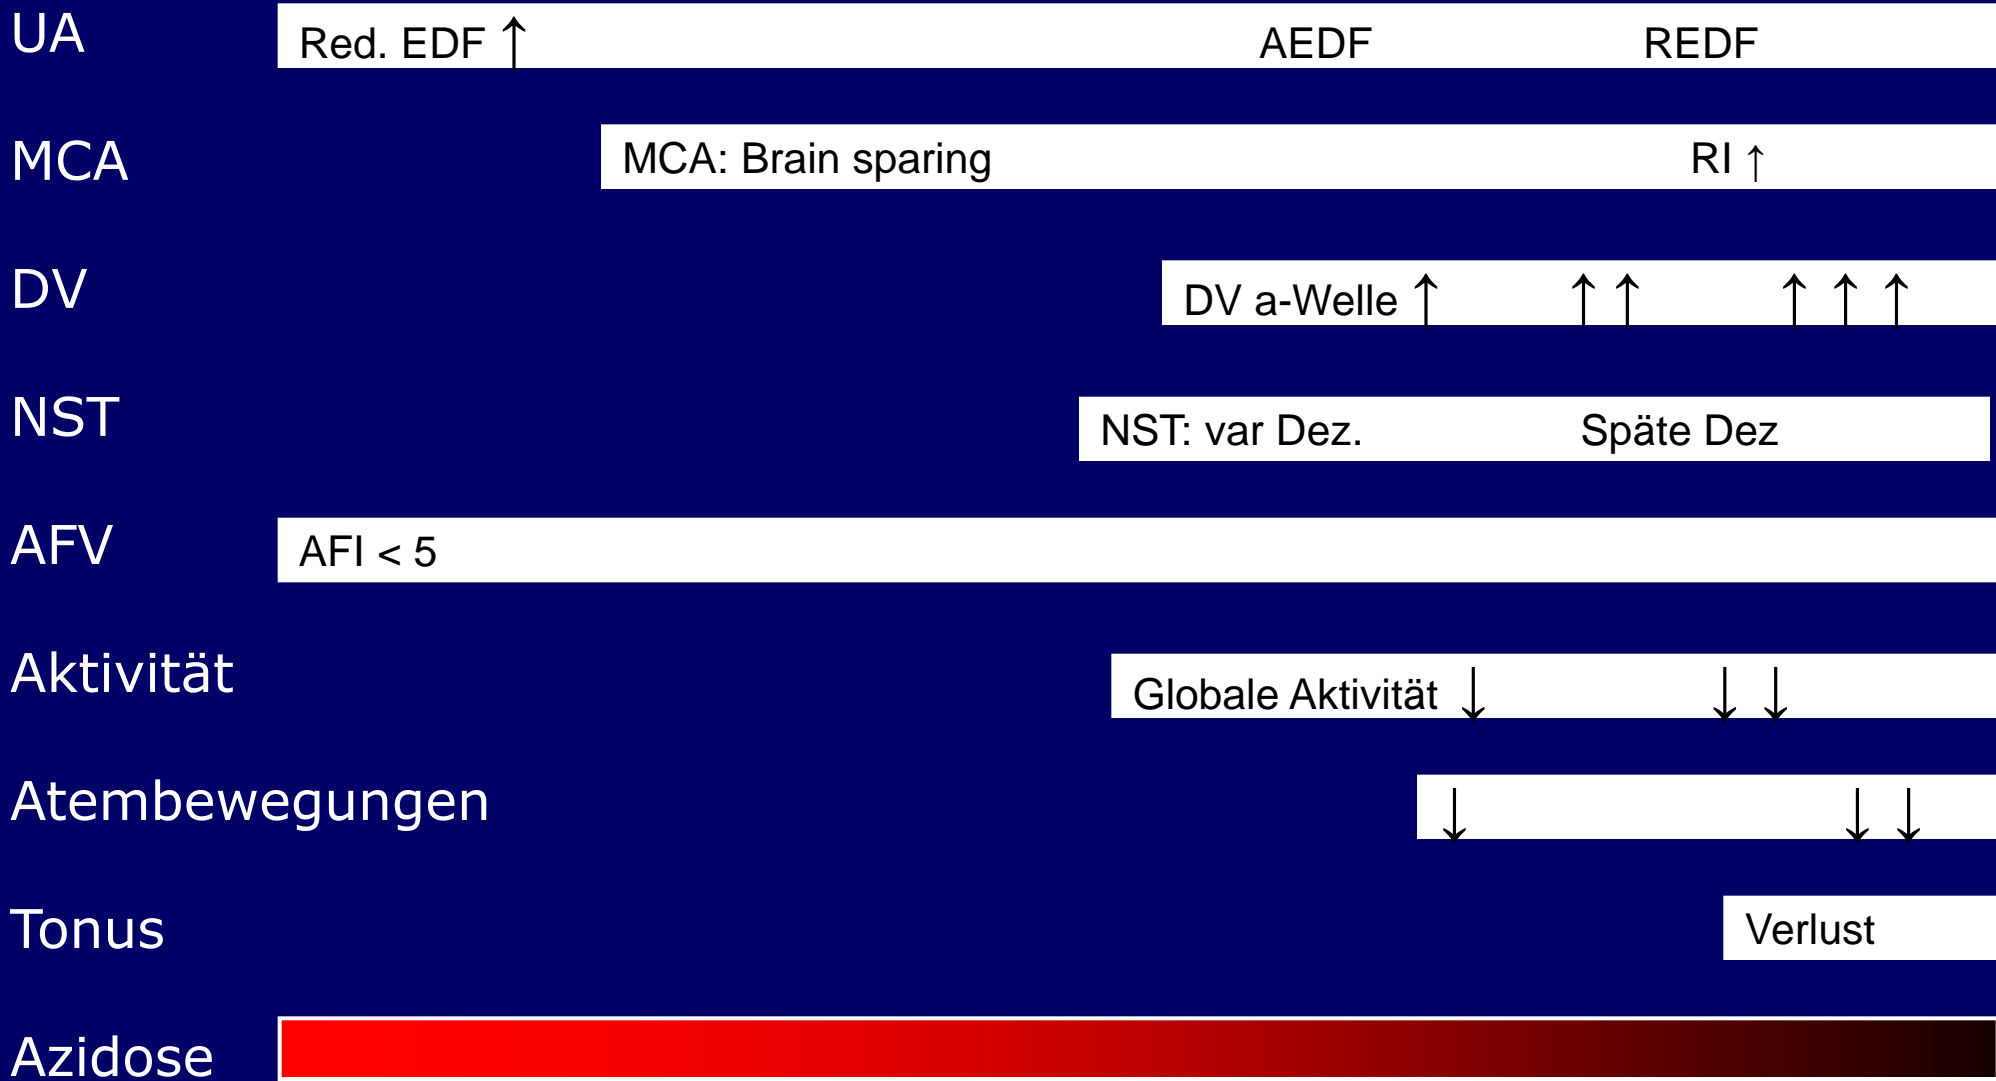 UA
Red. EDF ↑ AEDF REDF
MCA
MCA: Brain sparing RI ↑
DV
DV a-Welle ↑ ↑ ↑ ↑ ↑ ↑
NST
NST: var Dez. Späte Dez
AFV
AFI < 5
Aktivität
Globale Aktivität ↓ ↓ ↓
Atembewegungen
↓ ↓ ↓
Tonus
Verlust
Azidose